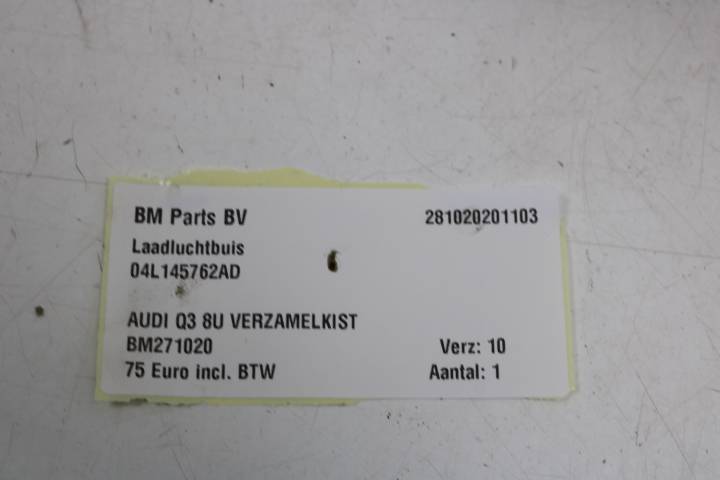 BM Parts BV 281020201103
Laadluchtbuis
04L145762AD
AUDI Q3 8U VERZAMELKIST
BM271020 Verz: 10
75 Euro incl. BTW Aantal: 1